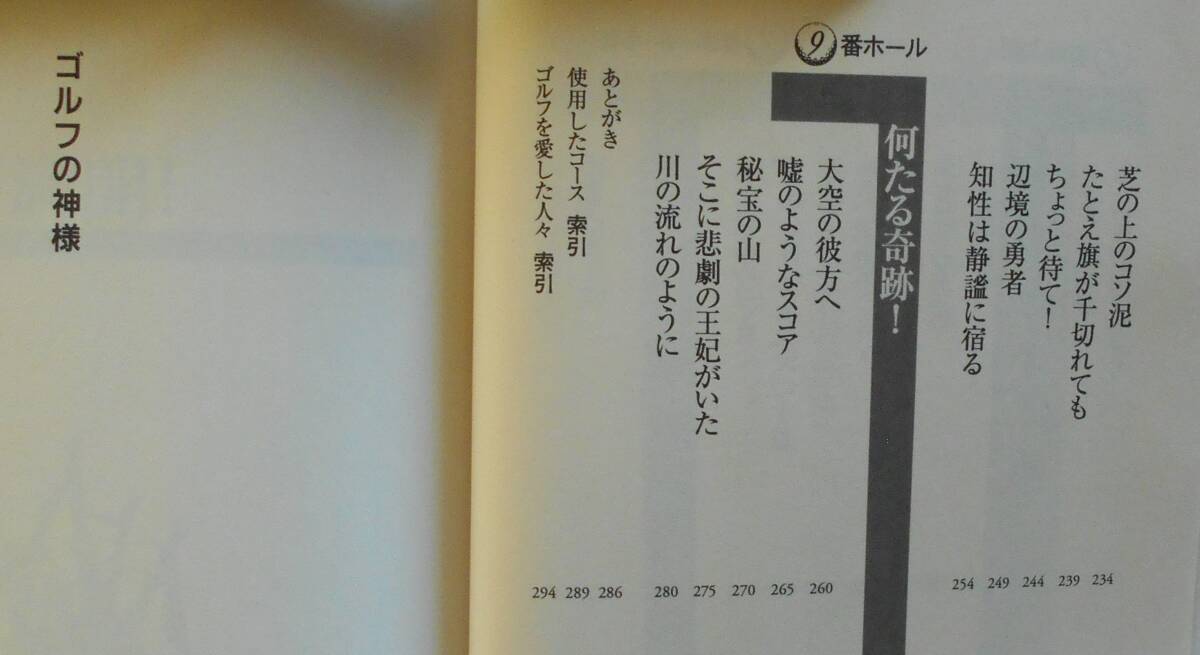 芝の上のコソ泥
たとえ旗が千切れても
ちょっと待て！
辺境の勇者
知性は静謐に宿る
234
239
244
249
254
9番ホール
何たる奇跡！
大空の彼方へ
嘘のようなスコア
秘宝の山
そこに悲劇の王妃がいた
川の流れのように
260
265
270
275
280
あとがき
使用したコース 索引
ゴルフを愛した人々 索引
286
289
294
ゴルフの神様